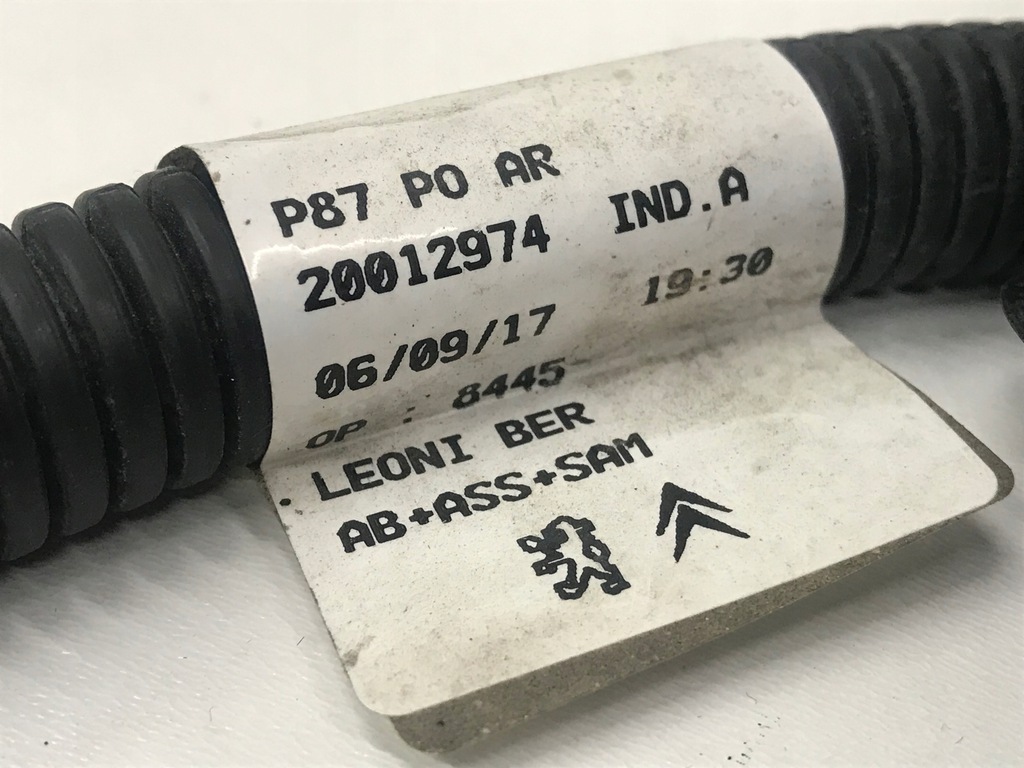 P87 PO AR
20012974 IND.A
06/09/17 19:30
OP : 8445
LEONI BER
AB+ASS+SAM